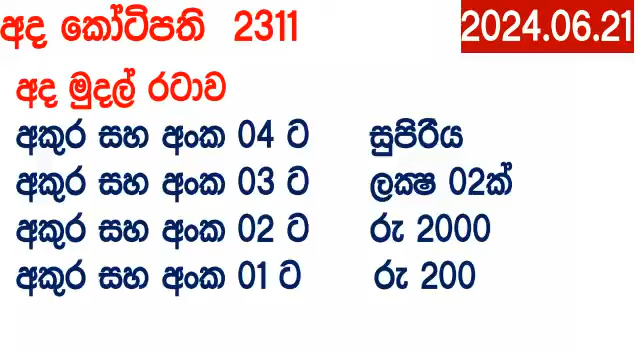 අද කෝටිපති 2311 2024.06.21
අද මුදල් රටාව
අකුර සහ අංක 04 ට සුපිරිය
අකුර සහ අංක 03 ට ලක්ෂ 02ක්
අකුර සහ අංක 02 ට රු 2000
අකුර සහ අංක 01 ට රු 200